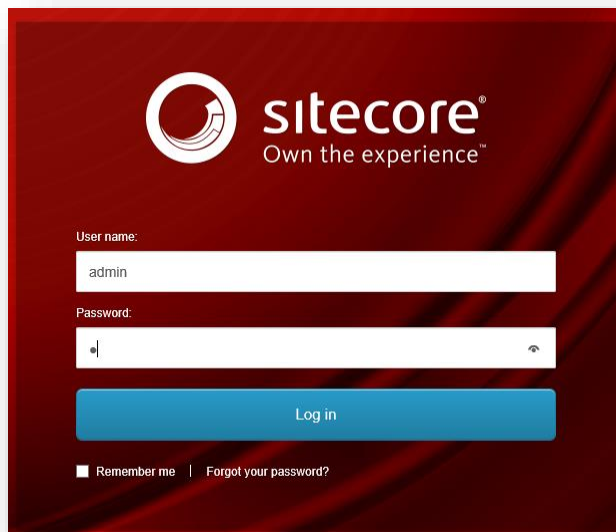 sitecore®
Own the experience™
User name:
admin
Password:
●
Log in
Remember me | Forgot your password?